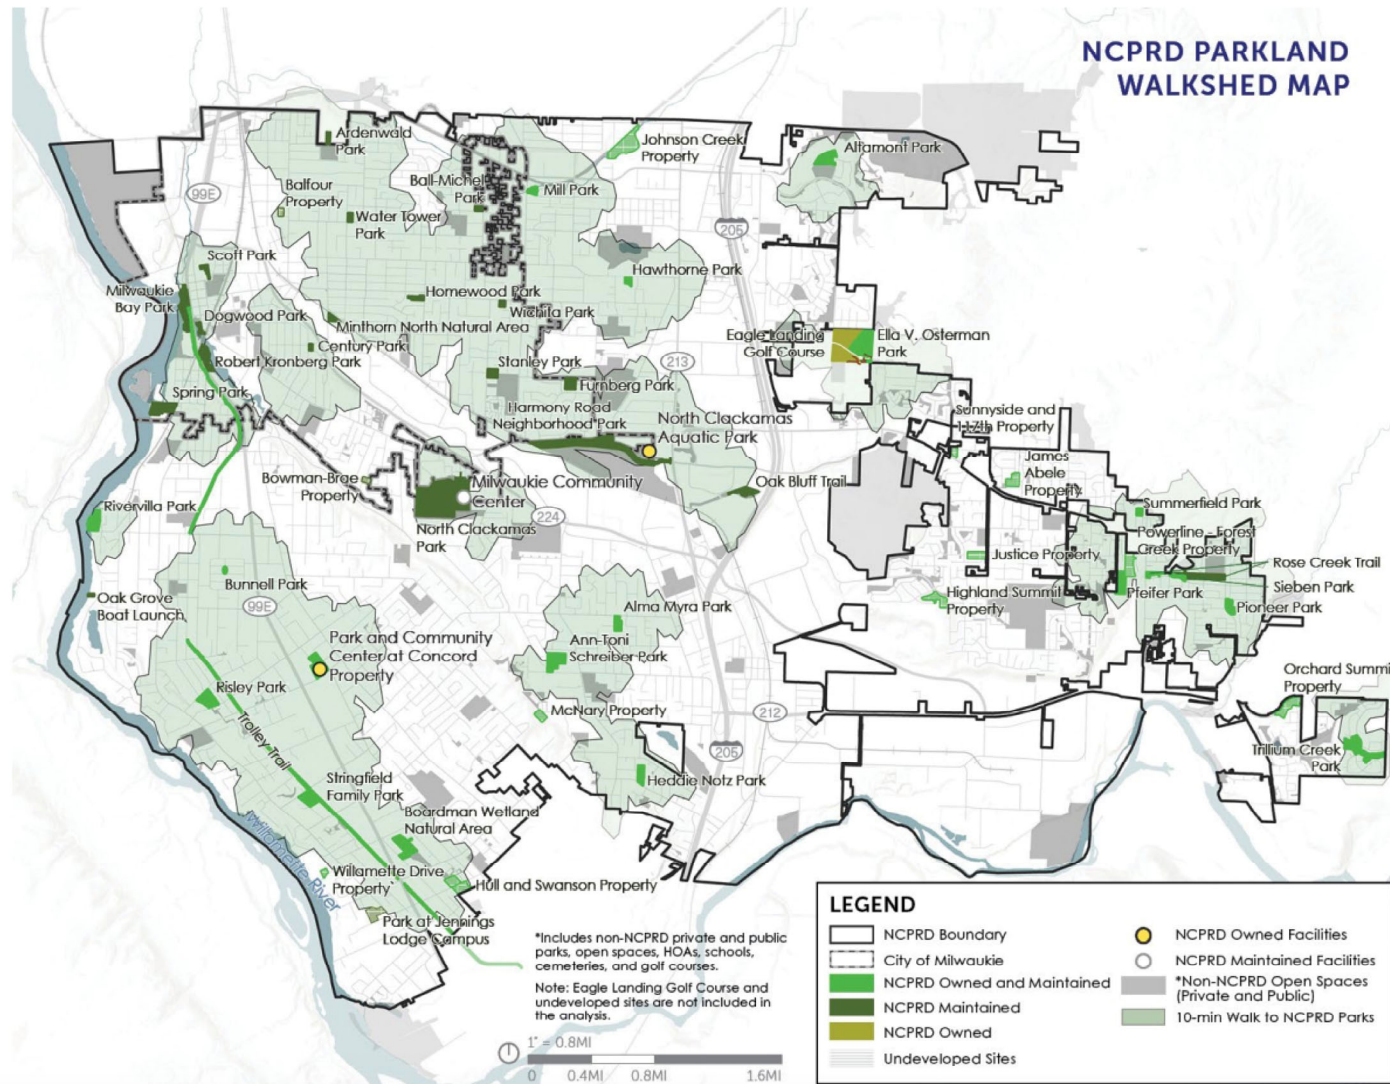 NCPRD PARKLAND
WALKSHED MAP
Ardenwald
Park
Johnson Creek
Property
Altamont Park
99E
Balfour
Property
Ball-Michel
Park
Mill Park
Water Tower
Park
205
Scott Park
Hawthorne Park
Milwaukie
Bay Park
Homewood Park
Dogwood Park
Wichita Park
Minthorn North Natural Area
Eagle Landing
Golf Course
Ella V. Osterman
Park
Century Park
Robert Kronberg Park
Stanley Park
213
Furnberg Park
Spring Park
Harmony Road
Neighborhood Park
North Clackamas
Aquatic Park
Sunnyside and
117th Property
James
Abele
Property
Bowman-Brae
Property
Milwaukie Community
Center
Oak Bluff Trail
Rivervilla Park
Summerfield Park
224
North Clackamas
Park
Powerline - Forest
Creek Property
Justice Property
Rose Creek Trail
Bunnell Park
Highland Summit
Property
Pfeifer Park
Sieben Park
Oak Grove
Boat Launch
99E
Alma Myra Park
Pioneer Park
Park and Community
Center at Concord
Property
Ann-Toni
Schreiber Park
Orchard Summi
Property
Risley Park
McNary Property
212
Trolley Trail
205
Trillium Creek
Park
Stringfield
Family Park
Heddie Notz Park
Boardman Wetland
Natural Area
Willamette River
Willamette Drive
Property
Hull and Swanson Property
Park at Jennings
Lodge Campus
*Includes non-NCPRD private and public
parks, open spaces, HOAs, schools,
cemeteries, and golf courses.
Note: Eagle Landing Golf Course and
undeveloped sites are not included in
the analysis.
1" = 0.8MI
0 0.4MI 0.8MI 1.6MI
LEGEND
NCPRD Boundary
City of Milwaukie
NCPRD Owned and Maintained
NCPRD Maintained
NCPRD Owned
Undeveloped Sites
NCPRD Owned Facilities
NCPRD Maintained Facilities
*Non-NCPRD Open Spaces
(Private and Public)
10-min Walk to NCPRD Parks